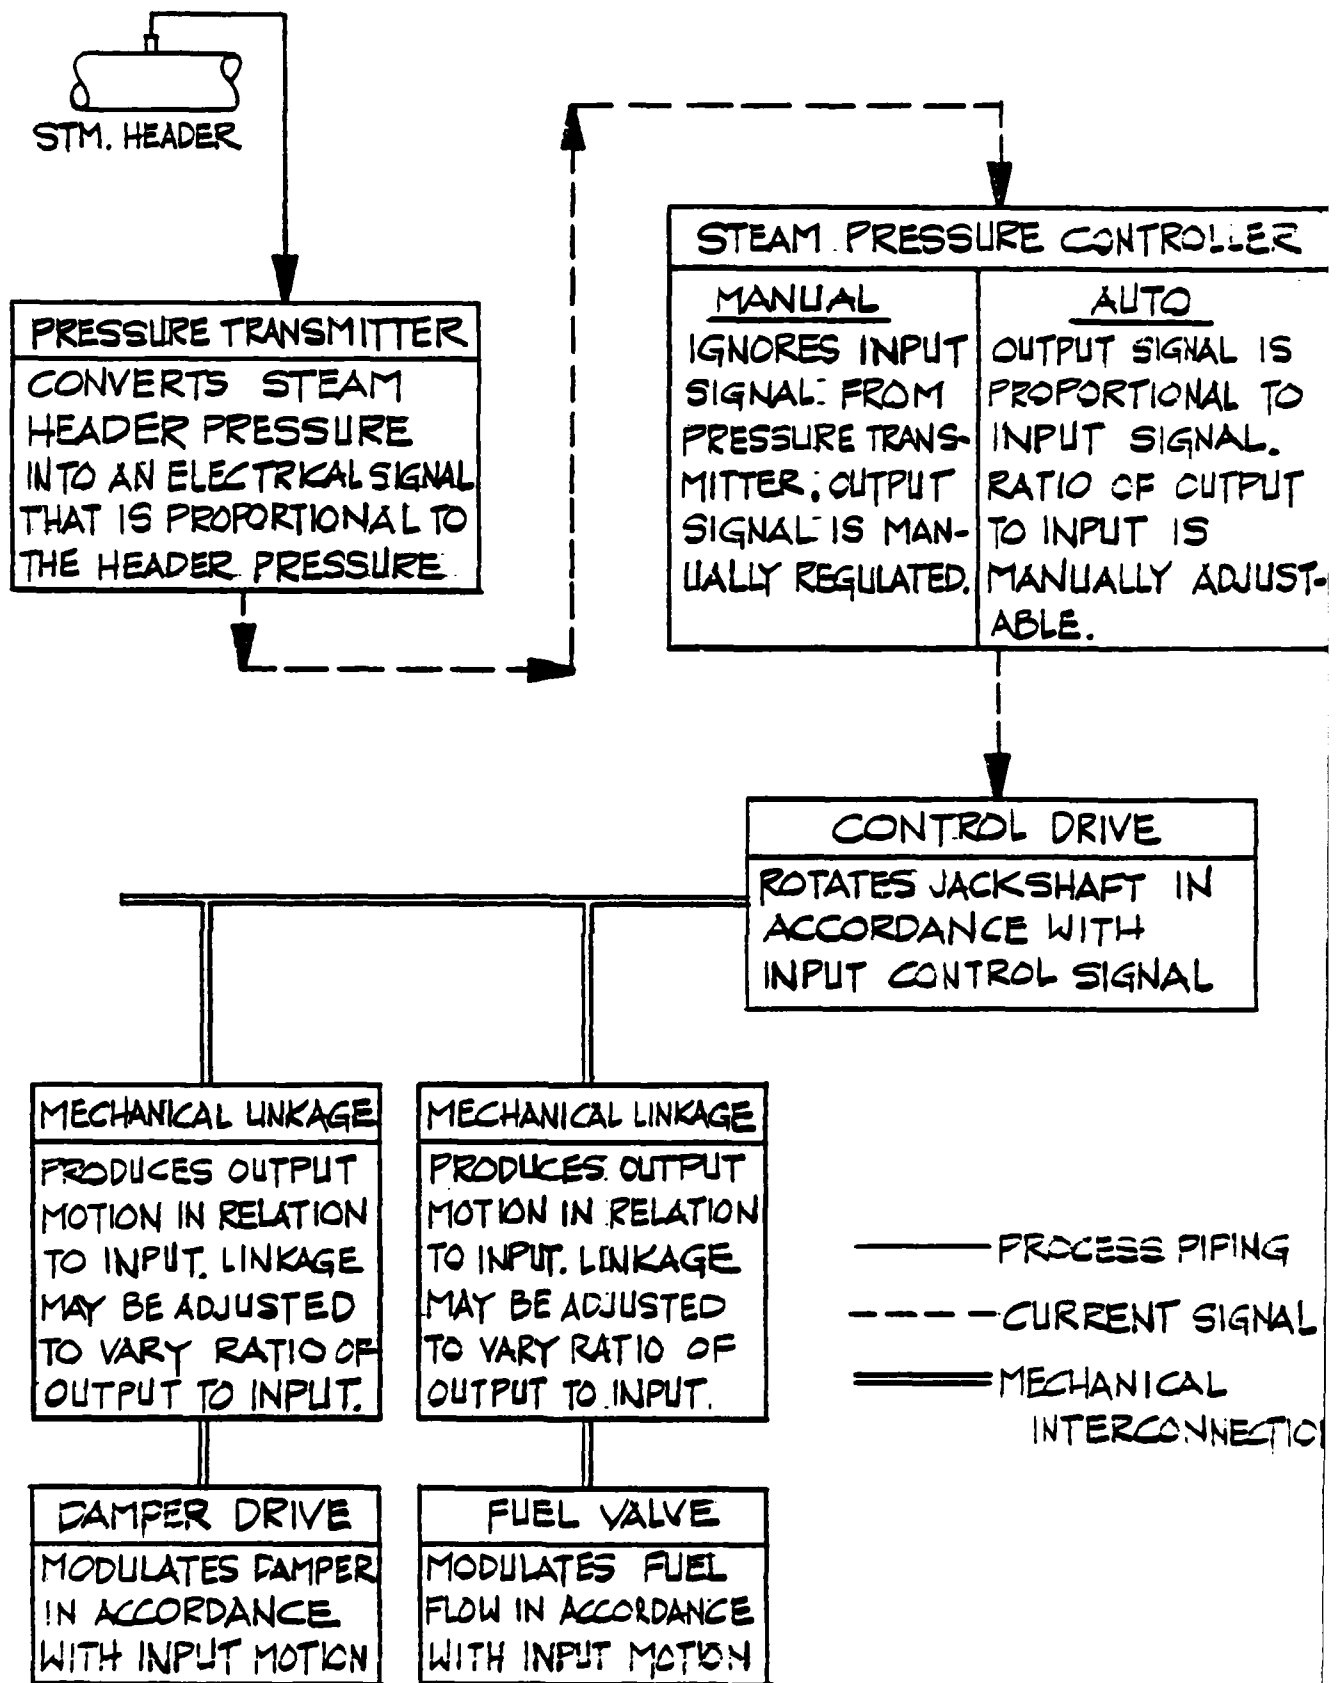 STM. HEADER
PRESSURE TRANSMITTER
CONVERTS STEAM
HEADER PRESSURE
INTO AN ELECTRICAL SIGNAL
THAT IS PROPORTIONAL TO
THE HEADER PRESSURE
STEAM PRESSURE CONTROLLER
MANUAL
IGNORES INPUT
SIGNAL FROM
PRESSURE TRANS-
MITTER; OUTPUT
SIGNAL IS MAN-
UALLY REGULATED.
AUTO
OUTPUT SIGNAL IS
PROPORTIONAL TO
INPUT SIGNAL.
RATIO OF OUTPUT
TO INPUT IS
MANUALLY ADJUST-
ABLE.
CONTROL DRIVE
ROTATES JACKSHAFT IN
ACCORDANCE WITH
INPUT CONTROL SIGNAL
MECHANICAL LINKAGE
PRODUCES OUTPUT
MOTION IN RELATION
TO INPUT. LINKAGE
MAY BE ADJUSTED
TO VARY RATIO OF
OUTPUT TO INPUT.
MECHANICAL LINKAGE
PRODUCES OUTPUT
MOTION IN RELATION
TO INPUT. LINKAGE
MAY BE ADJUSTED
TO VARY RATIO OF
OUTPUT TO INPUT.
PROCESS PIPING
CURRENT SIGNAL
MECHANICAL
INTERCONNECTIO
DAMPER DRIVE
MODULATES DAMPER
IN ACCORDANCE
WITH INPUT MOTION
FUEL VALVE
MODULATES FUEL
FLOW IN ACCORDANCE
WITH INPUT MOTION